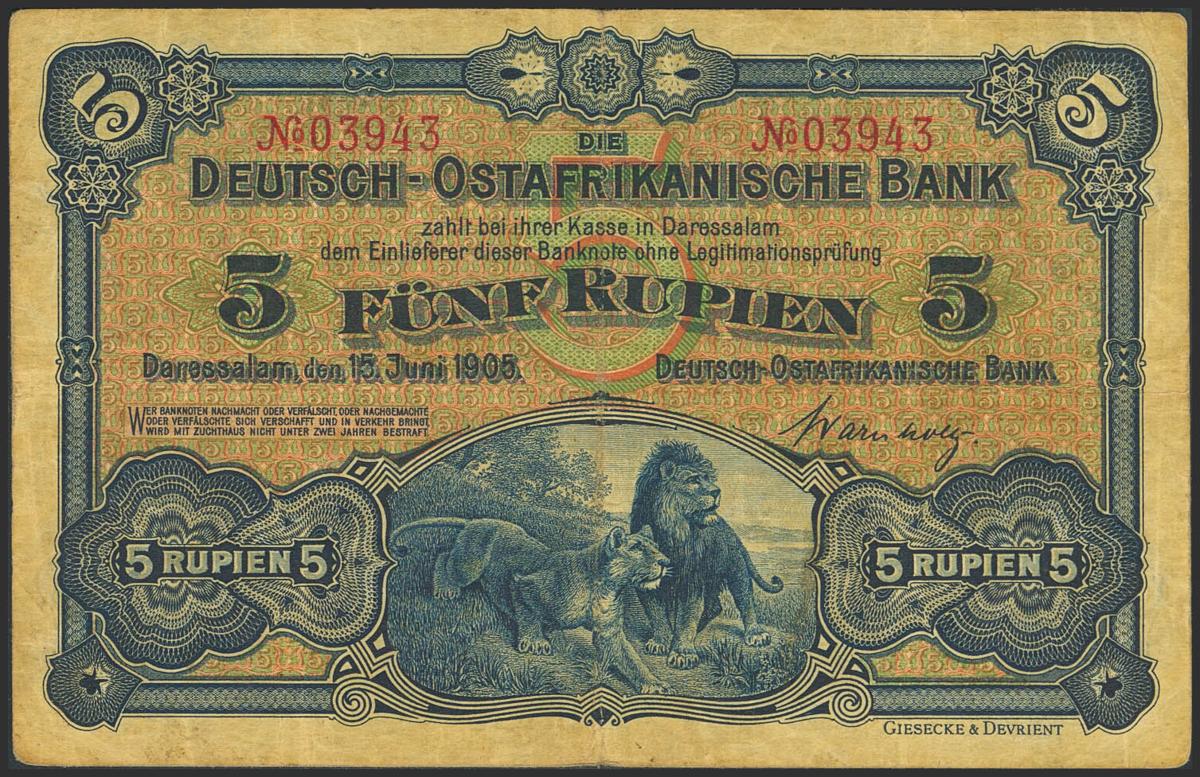 5 5
№03943 DIE №03943
DEUTSCH-OSTAFRIKANISCHE BANK
zahlt bei ihrer Kasse in Daressalam
dem Einlieferer dieser Banknote ohne Legitimationsprüfung
5 FÜNF RUPIEN 5
Daressalam, den 15. Juni 1905. DEUTSCH-OSTAFRIKANISCHE BANK.
WER BANKNOTEN NACHMACHT ODER VERFÄLSCHT, ODER NACHGEMACHTE
ODER VERFÄLSCHTE SICH VERSCHAFFT UND IN VERKEHR BRINGT,
WIRD MIT ZUCHTHAUS NICHT UNTER ZWEI JAHREN BESTRAFT.
5 RUPIEN 5 5 RUPIEN 5
GIESECKE & DEVRIENT